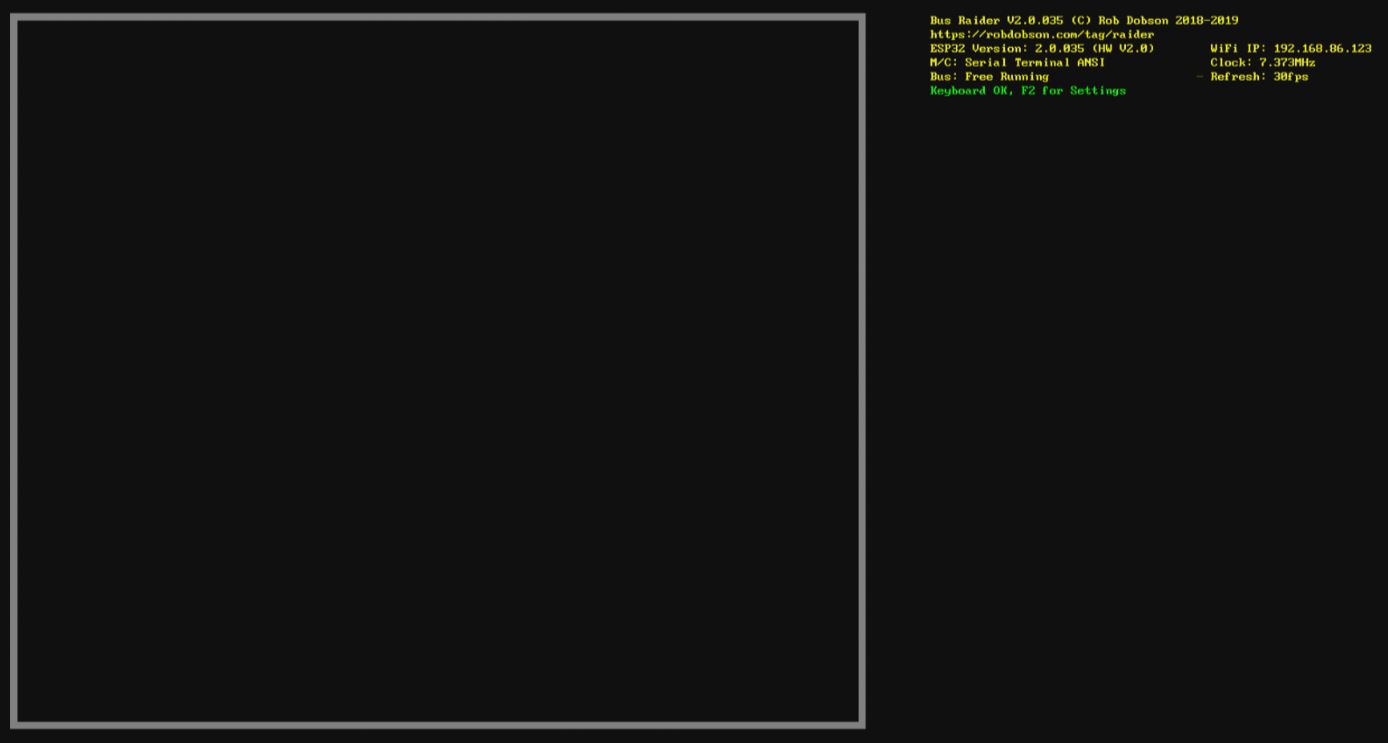 Bus Raider V2.0.035 (C) Rob Dobson 2018-2019
https://robdobson.com/tag/raider
ESP32 Version: 2.0.035 (HW V2.0) WiFi IP: 192.168.86.123
M/C: Serial Terminal ANSI Clock: 7.373MHz
Bus: Free Running - Refresh: 30fps
Keyboard OK, F2 for Settings